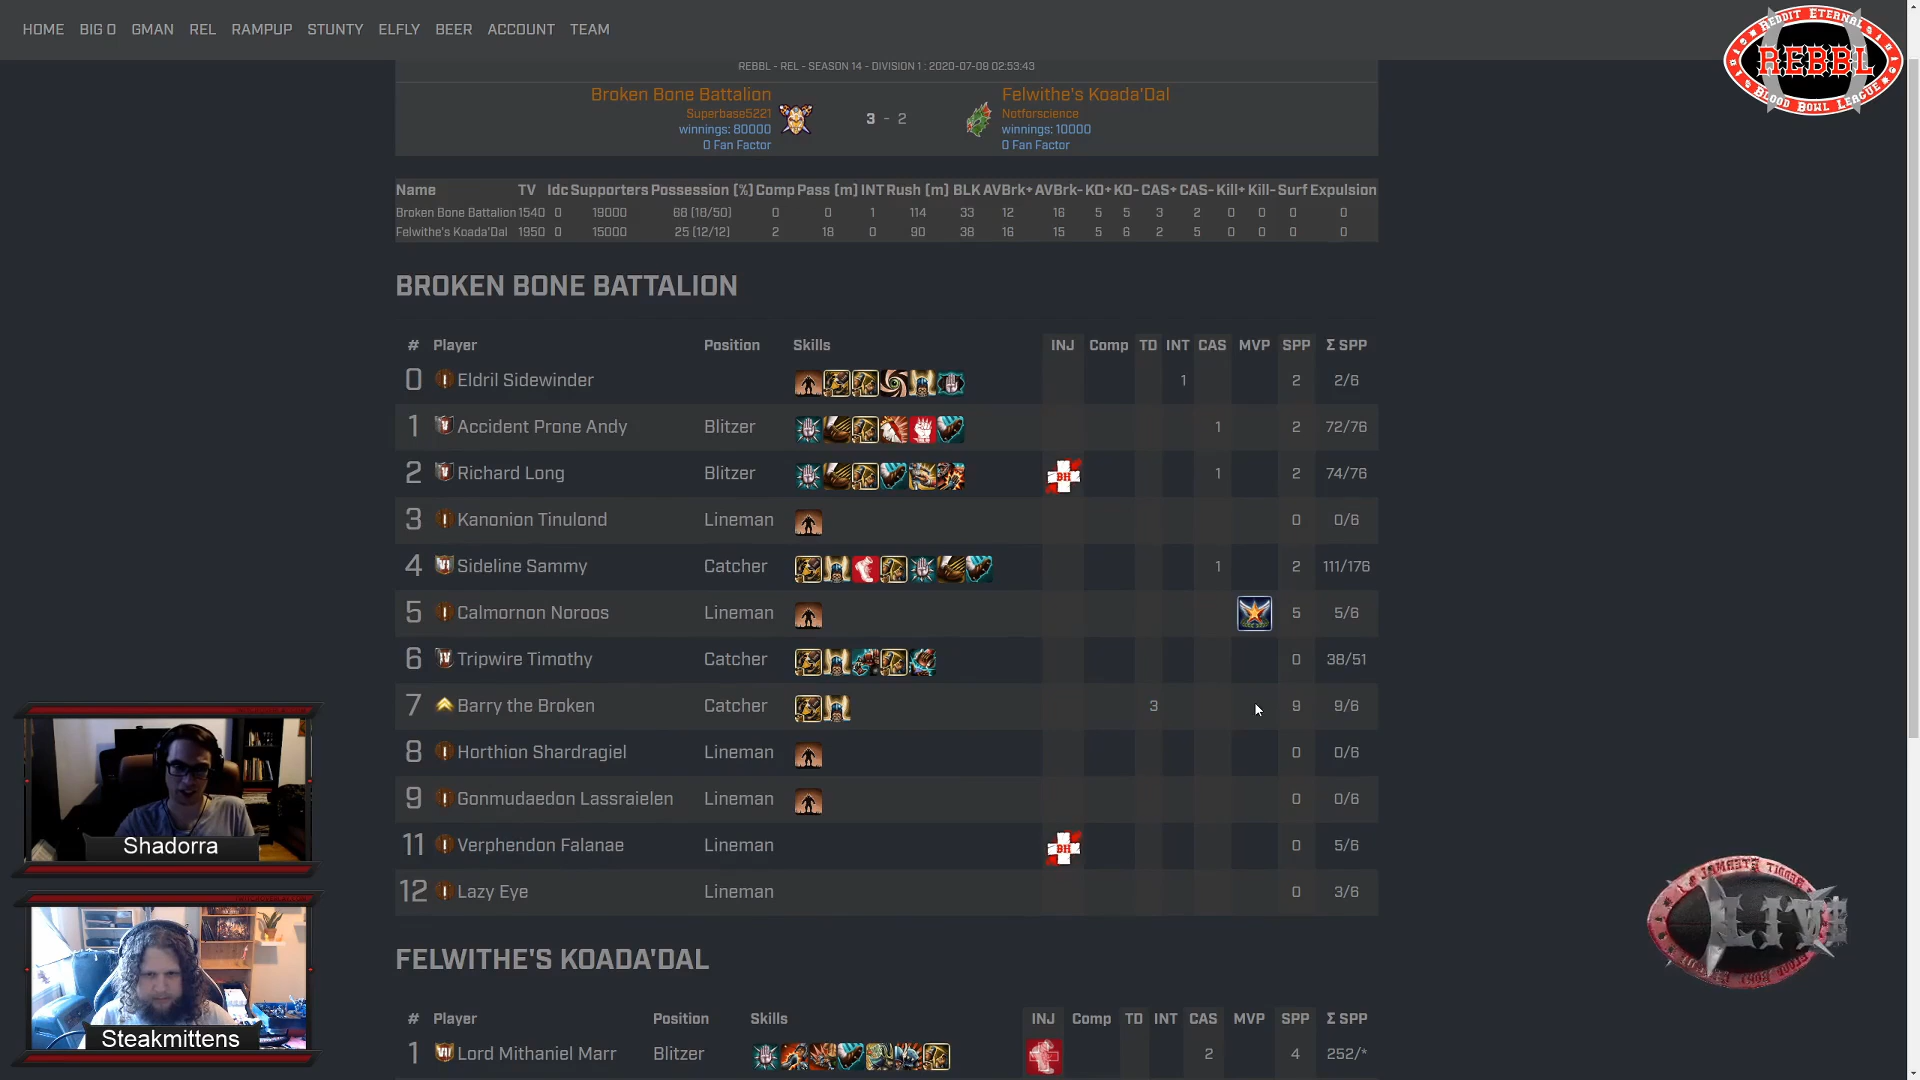 HOME BIG O GMAN REL RAMPUP STUNTY ELFLY BEER ACCOUNT TEAM
REDDIT ETERNAL
REBBL
BLOOD BOWL LEAGUE
REBBL - REL - SEASON 14 - DIVISION 1 : 2020-07-09 02:53:43
Broken Bone Battalion 3 - 2 Felwithe's Koada'Dal
Superbase5221 Notforscience
winnings: 80000 winnings: 10000
0 Fan Factor 0 Fan Factor
Name TV Idc Supporters Possession [%] Comp Pass [m] INT Rush [m] BLK AVBrk+ AVBrk- KO+ KO- CAS+ CAS- Kill+ Kill- Surf Expulsion
Broken Bone Battalion 1540 0 19000 68 [18/50] 0 0 1 114 33 12 16 5 5 3 2 0 0 0 0
Felwithe's Koada'Dal 1950 0 15000 25 [12/12] 2 18 0 90 38 16 15 5 6 2 5 0 0 0 0
BROKEN BONE BATTALION
# Player Position Skills INJ Comp TD INT CAS MVP SPP Σ SPP
0 Eldril Sidewinder 1 2 2/6
1 Accident Prone Andy Blitzer 1 2 72/76
2 Richard Long Blitzer BH 1 2 74/76
3 Kanonion Tinulond Lineman 0 0/6
4 Sideline Sammy Catcher 1 2 111/176
5 Calmornon Noroos Lineman 5 5/6
6 Tripwire Timothy Catcher 0 38/51
7 Barry the Broken Catcher 3 9 9/6
8 Horthion Shardragiel Lineman 0 0/6
9 Gonmudaedon Lassraielen Lineman 0 0/6
11 Verphendon Falanae Lineman BH 0 5/6
12 Lazy Eye Lineman 0 3/6
FELWITHE'S KOADA'DAL
# Player Position Skills INJ Comp TD INT CAS MVP SPP Σ SPP
1 Lord Mithaniel Marr Blitzer 2 4 252/*
Shadorra
Steakmittens
LIVE